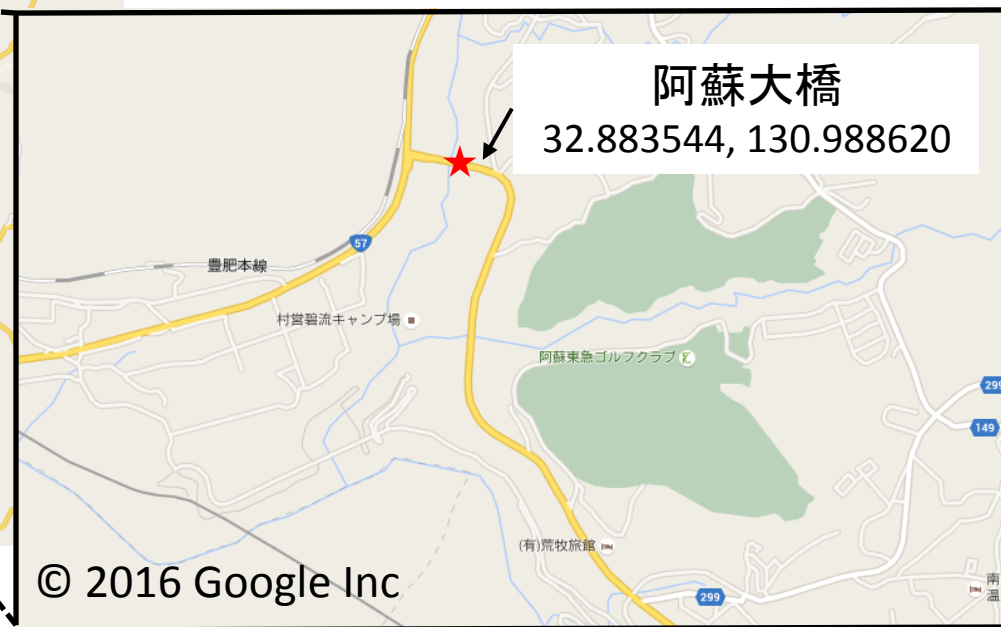 阿蘇大橋
32.883544, 130.988620
57
豊肥本線
村営碧流キャンプ場
阿蘇東急ゴルフクラブ
299
149
(有)荒牧旅館
299
南
温
© 2016 Google Inc